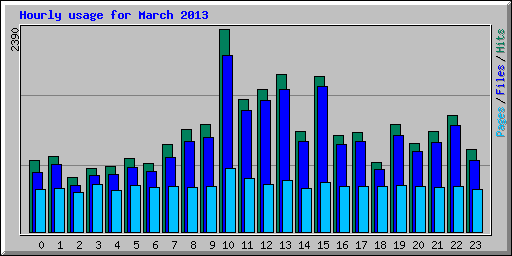 Hourly usage for March 2013
2390
Pages/Files/Hits
0 1 2 3 4 5 6 7 8 9 10 11 12 13 14 15 16 17 18 19 20 21 22 23